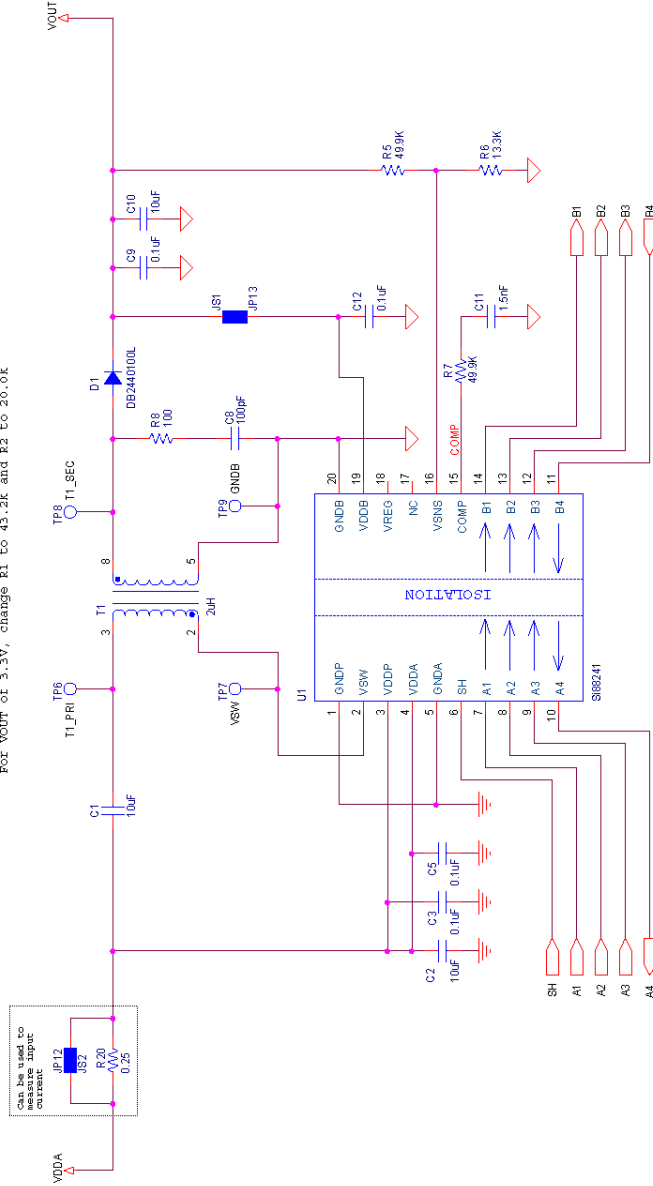 For VOUT of 3.3V, change R1 to 43.2K and R2 to 20.0K
Can be used to
measure input
current
VDDA
JP12
JS2
R20
0.25
C1
10uF
TP6
T1_PRI
TP7
VSW
T1
2uH
3
2
8
5
TP8
T1_SEC
TP9
GNDB
R8
100
C8
100pF
D1
DB2440100L
JS1
JP13
C9
0.1uF
C10
10uF
VOUT
C12
0.1uF
R5
49.9K
R6
13.3K
R7
49.9K
C11
1.5nF
COMP
C2
10uF
C3
0.1uF
C5
0.1uF
U1
SI88241
ISOLATION
1 GNDP
2 VSW
3 VDDP
4 VDDA
5 GNDA
6 SH
7 A1
8 A2
9 A3
10 A4
GNDB 20
VDDB 19
VREG 18
NC 17
VSNS 16
COMP 15
B1 14
B2 13
B3 12
B4 11
SH
A1
A2
A3
A4
B1
B2
B3
B4